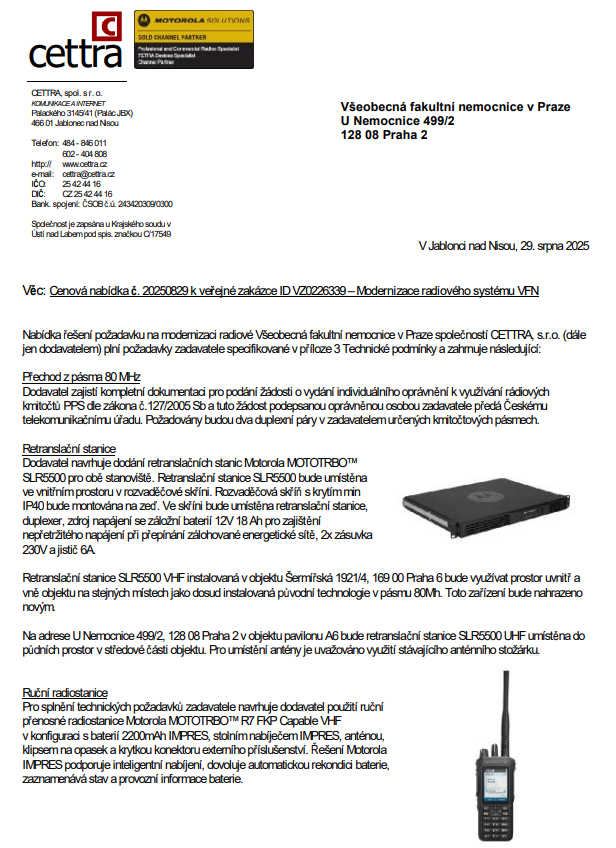 cettra
MOTOROLA SOLUTIONS
GOLD CHANNEL PARTNER
Professional and Commercial Radios Specialist
TETRA Devices Specialist
Channel Partner
CETTRA, spol. s r. o.
KOMUNIKACE A INTERNET
Palackého 3145/41 (Palác JBX)
466 01 Jablonec nad Nisou
Telefon: 484 - 846 011
602 - 404 808
http:// www.cettra.cz
e-mail: cettra@cettra.cz
IČO: 25 42 44 16
DIČ: CZ 25 42 44 16
Bank. spojení: ČSOB č.ú. 243420309/0300
Společnost je zapsána u Krajského soudu v
Ústí nad Labem pod spis. značkou C/17549
Všeobecná fakultní nemocnice v Praze
U Nemocnice 499/2
128 08 Praha 2
V Jablonci nad Nisou, 29. srpna 2025
Věc: Cenová nabídka č. 20250829 k veřejné zakázce ID VZ0226339 – Modernizace radiového systému VFN
Nabídka řešení požadavku na modernizaci radiové Všeobecná fakultní nemocnice v Praze společností CETTRA, s.r.o. (dále
jen dodavatelem) plní požadavky zadavatele specifikované v příloze 3 Technické podmínky a zahrnuje následující:
Přechod z pásma 80 MHz
Dodavatel zajistí kompletní dokumentaci pro podání žádosti o vydání individuálního oprávnění k využívání rádiových
kmitočtů PPS dle zákona č.127/2005 Sb a tuto žádost podepsanou oprávněnou osobou zadavatele předá Českému
telekomunikačnímu úřadu. Požadovány budou dva duplexní páry v zadavatelem určených kmitočtových pásmech.
Retranslační stanice
Dodavatel navrhuje dodání retranslačních stanic Motorola MOTOTRBO™
SLR5500 pro obě stanoviště. Retranslační stanice SLR5500 bude umístěna
ve vnitřním prostoru v rozvaděčové skříni. Rozvaděčová skříň s krytím min
IP40 bude montována na zeď. Ve skříni bude umístěna retranslační stanice,
duplexer, zdroj napájení se záložní baterií 12V 18 Ah pro zajištění
nepřetržitého napájení při přepínání zálohované energetické sítě, 2x zásuvka
230V a jistič 6A.
Retranslační stanice SLR5500 VHF instalovaná v objektu Šermířská 1921/4, 169 00 Praha 6 bude využívat prostor uvnitř a
vně objektu na stejných místech jako dosud instalovaná původní technologie v pásmu 80Mh. Toto zařízení bude nahrazeno
novým.
Na adrese U Nemocnice 499/2, 128 08 Praha 2 v objektu pavilonu A6 bude retranslační stanice SLR5500 UHF umístěna do
půdních prostor v středové části objektu. Pro umístění antény je uvažováno využití stávajícího anténního stožárku.
Ruční radiostanice
Pro splnění technických požadavků zadavatele navrhuje dodavatel použití ruční
přenosné radiostanice Motorola MOTOTRBO™ R7 FKP Capable VHF
v konfiguraci s baterií 2200mAh IMPRES, stolním nabíječem IMPRES, anténou,
klipsem na opasek a krytkou konektoru externího příslušenství. Řešení Motorola
IMPRES podporuje inteligentní nabíjení, dovoluje automatickou rekondici baterie,
zaznamenává stav a provozní informace baterie.